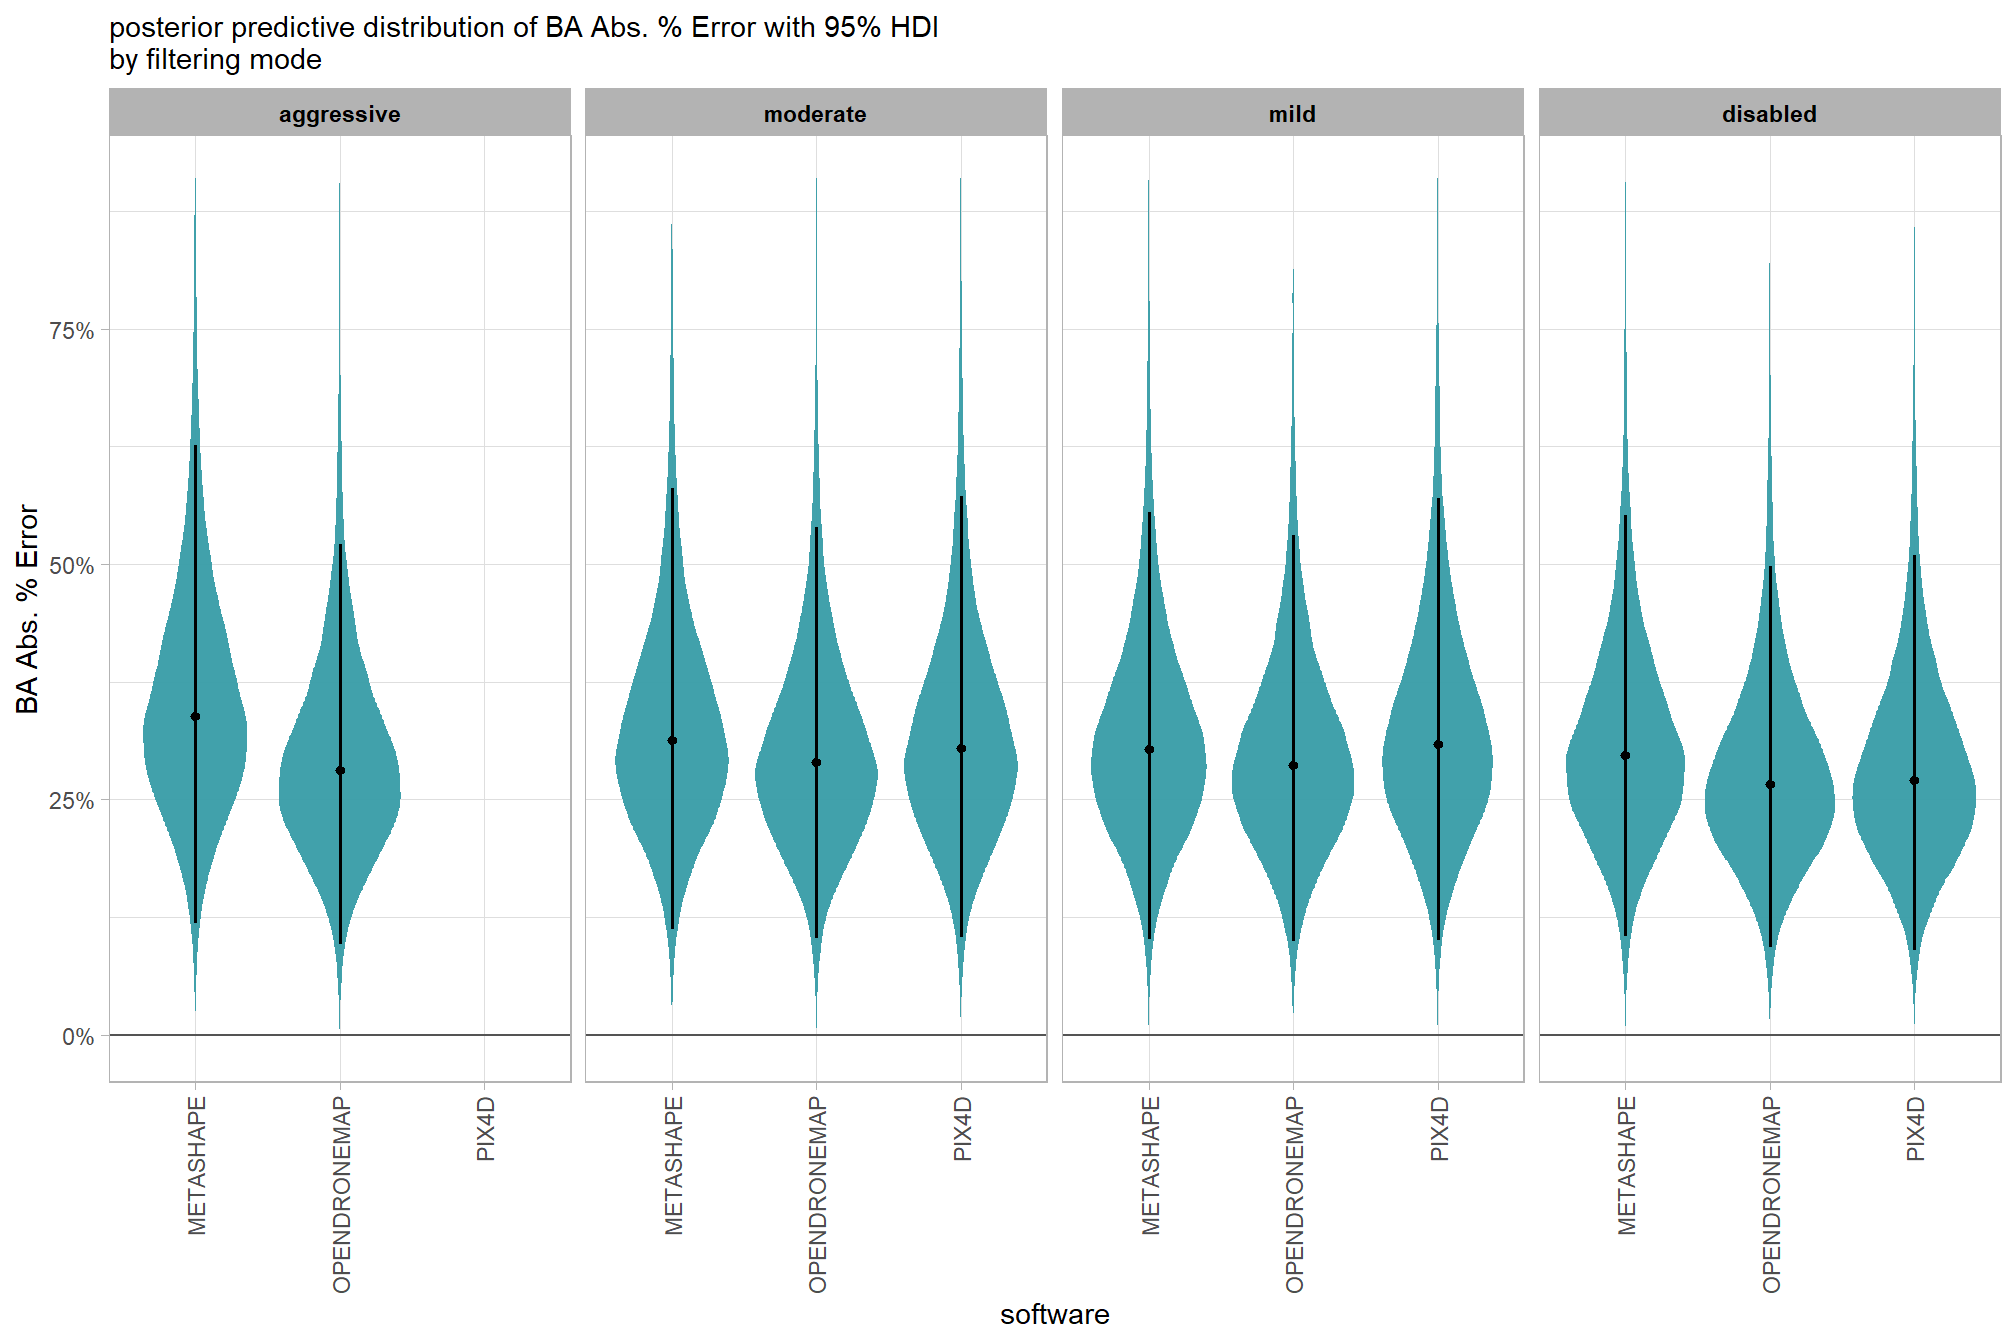 posterior predictive distribution of BA Abs. % Error with 95% HDI
by filtering mode
aggressive
moderate
mild
disabled
BA Abs. % Error
75%
50%
25%
0%
METASHAPE
OPENDRONEMAP
PIX4D
METASHAPE
OPENDRONEMAP
PIX4D
METASHAPE
OPENDRONEMAP
PIX4D
METASHAPE
OPENDRONEMAP
PIX4D
software